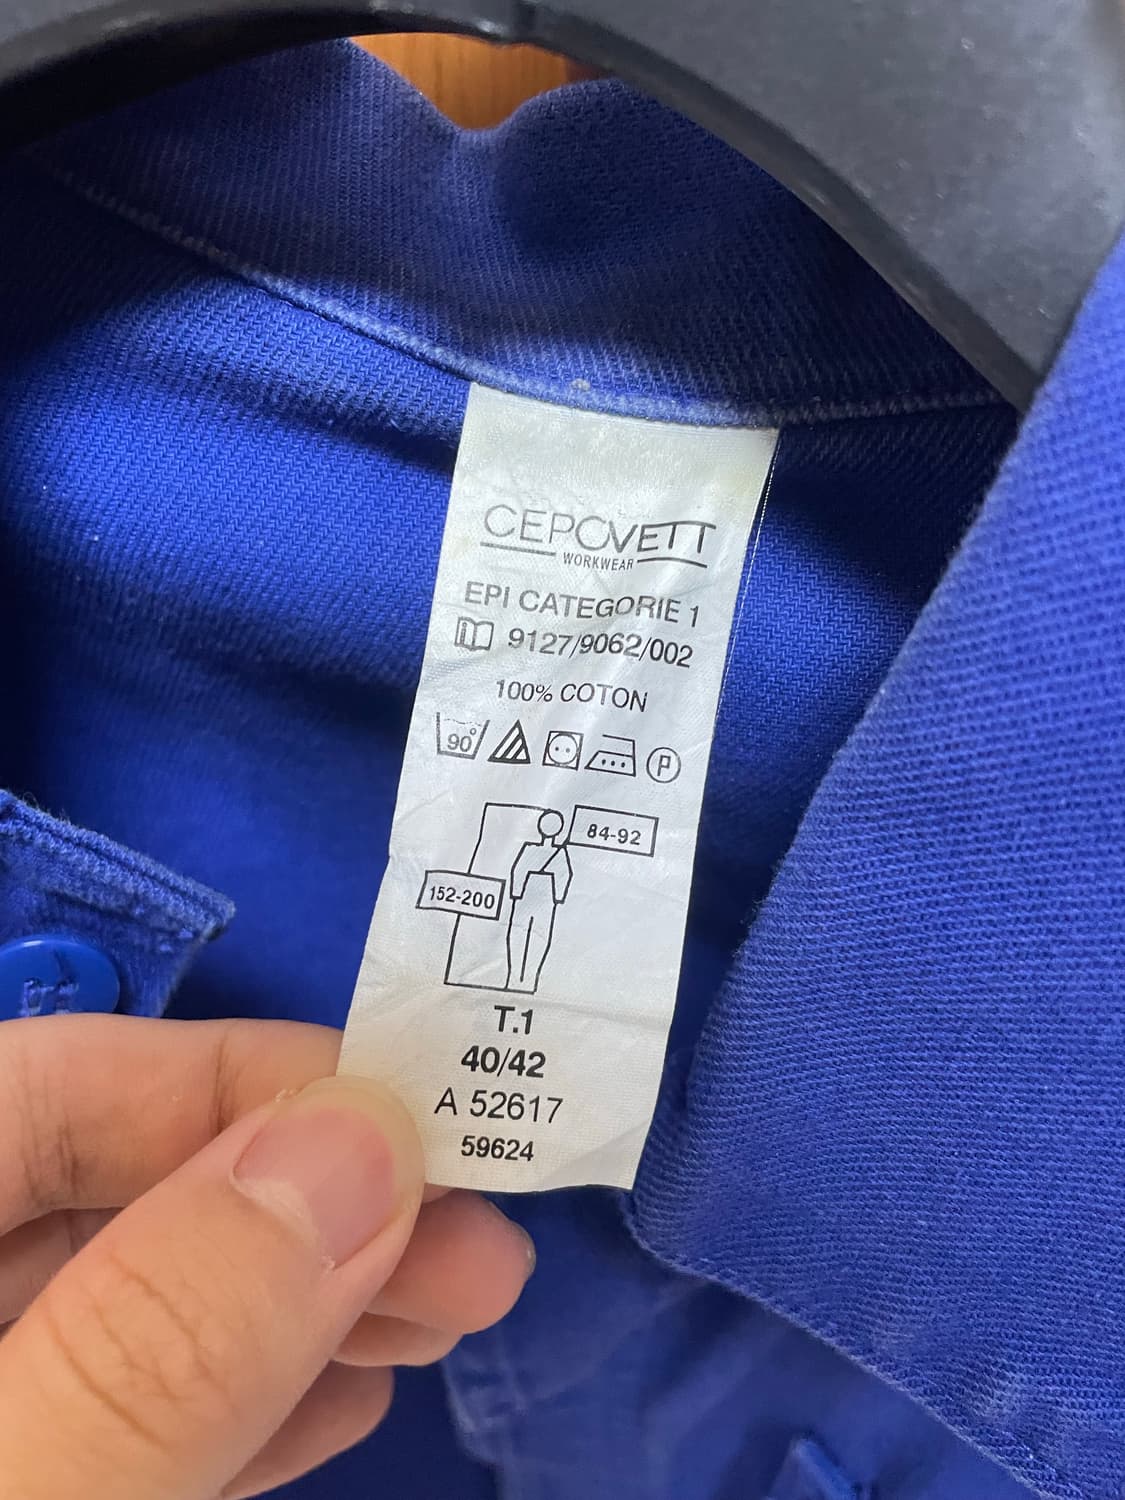 CEPOVETT
WORKWEAR
EPI CATEGORIE 1
9127/9062/002
100% COTON
90°
P
84-92
152-200
T.1
40/42
A 52617
59624